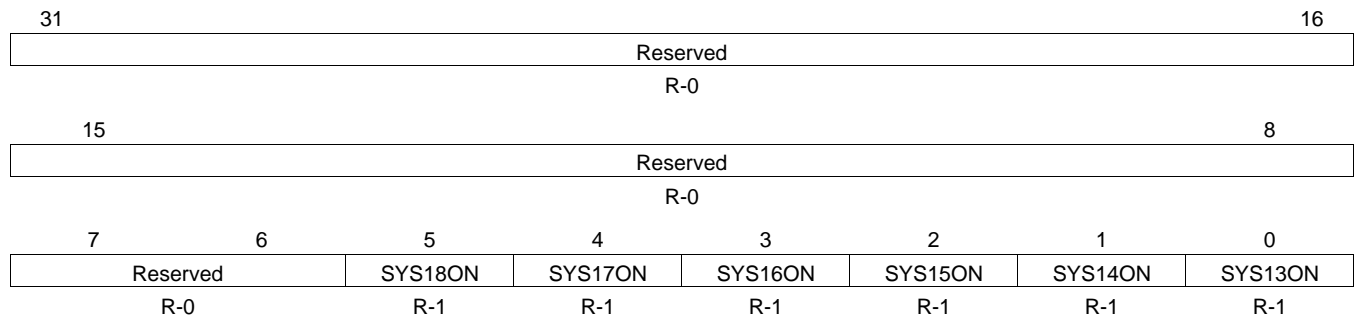 31 16
Reserved
R-0
15 8
Reserved
R-0
7 6 5 4 3 2 1 0
Reserved SYS18ON SYS17ON SYS16ON SYS15ON SYS14ON SYS13ON
R-0 R-1 R-1 R-1 R-1 R-1 R-1